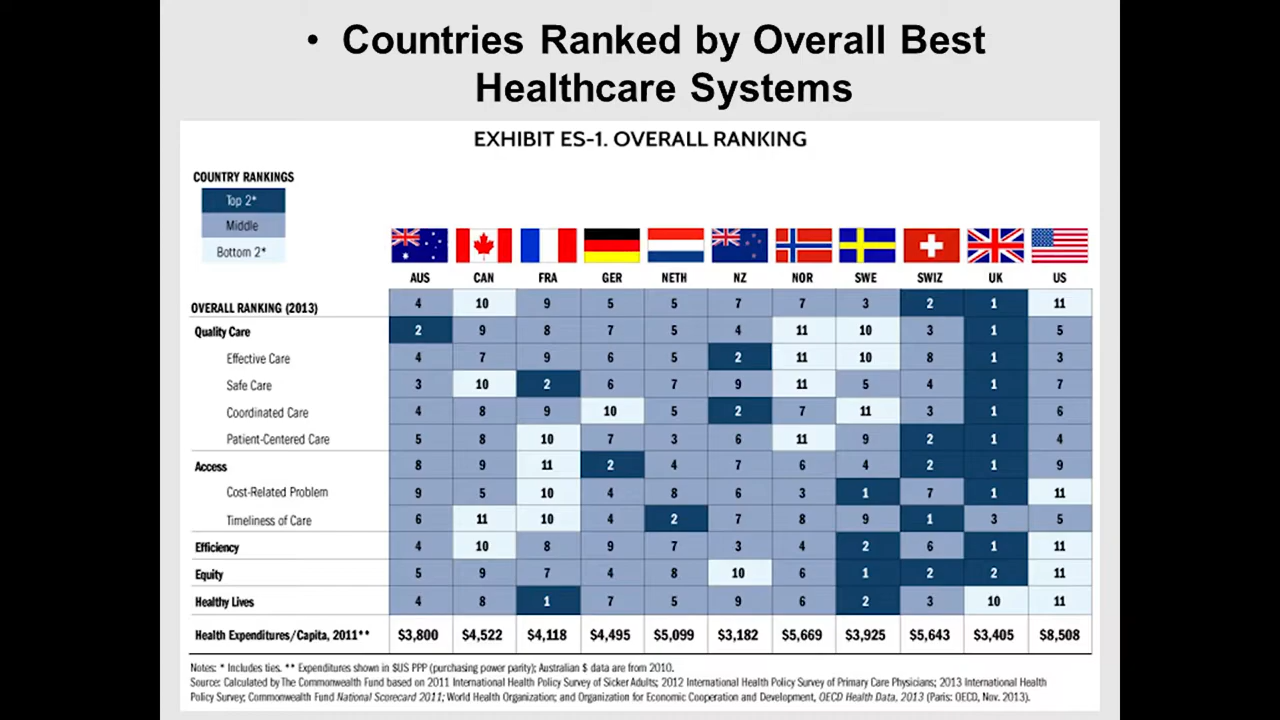 • Countries Ranked by Overall Best
Healthcare Systems
EXHIBIT ES-1. OVERALL RANKING
COUNTRY RANKINGS
Top 2*
Middle
Bottom 2*
AUS CAN FRA GER NETH NZ NOR SWE SWIZ UK US
OVERALL RANKING (2013) 4 10 9 5 5 7 7 3 2 1 11
Quality Care 2 9 8 7 5 4 11 10 3 1 5
Effective Care 4 7 9 6 5 2 11 10 8 1 3
Safe Care 3 10 2 6 7 9 11 5 4 1 7
Coordinated Care 4 8 9 10 5 2 7 11 3 1 6
Patient-Centered Care 5 8 10 7 3 6 11 9 2 1 4
Access 8 9 11 2 4 7 6 4 2 1 9
Cost-Related Problem 9 5 10 4 8 6 3 1 7 1 11
Timeliness of Care 6 11 10 4 2 7 8 9 1 3 5
Efficiency 4 10 8 9 7 3 4 2 6 1 11
Equity 5 9 7 4 8 10 6 1 2 2 11
Healthy Lives 4 8 1 7 5 9 6 2 3 10 11
Health Expenditures/Capita, 2011** $3,800 $4,522 $4,118 $4,495 $5,099 $3,182 $5,669 $3,925 $5,643 $3,405 $8,508
Notes: * Includes ties. ** Expenditures shown in $US PPP (purchasing power parity); Australian $ data are from 2010.
Source: Calculated by The Commonwealth Fund based on 2011 International Health Policy Survey of Sicker Adults; 2012 International Health Policy Survey of Primary Care Physicians; 2013 International Health
Policy Survey; Commonwealth Fund National Scorecard 2011; World Health Organization; and Organization for Economic Cooperation and Development, OECD Health Data, 2013 (Paris: OECD, Nov. 2013).